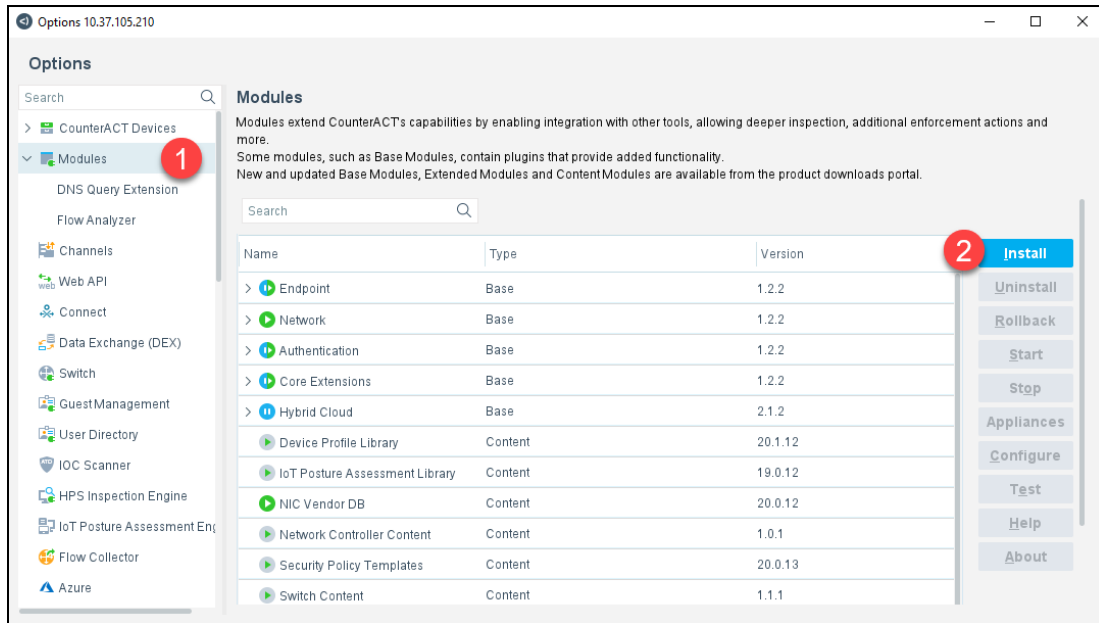 Options 10.37.105.210
Options
Search
CounterACT Devices
Modules
1
DNS Query Extension
Flow Analyzer
Channels
web Web API
Connect
Data Exchange (DEX)
Switch
Guest Management
User Directory
IOC Scanner
HPS Inspection Engine
IoT Posture Assessment Eng
Flow Collector
Azure
Modules
Modules extend CounterACT's capabilities by enabling integration with other tools, allowing deeper inspection, additional enforcement actions and
more.
Some modules, such as Base Modules, contain plugins that provide added functionality.
New and updated Base Modules, Extended Modules and Content Modules are available from the product downloads portal.
Search
Name Type Version
Endpoint Base 1.2.2
Network Base 1.2.2
Authentication Base 1.2.2
Core Extensions Base 1.2.2
Hybrid Cloud Base 2.1.2
Device Profile Library Content 20.1.12
IoT Posture Assessment Library Content 19.0.12
NIC Vendor DB Content 20.0.12
Network Controller Content Content 1.0.1
Security Policy Templates Content 20.0.13
Switch Content Content 1.1.1
2
Install
Uninstall
Rollback
Start
Stop
Appliances
Configure
Test
Help
About